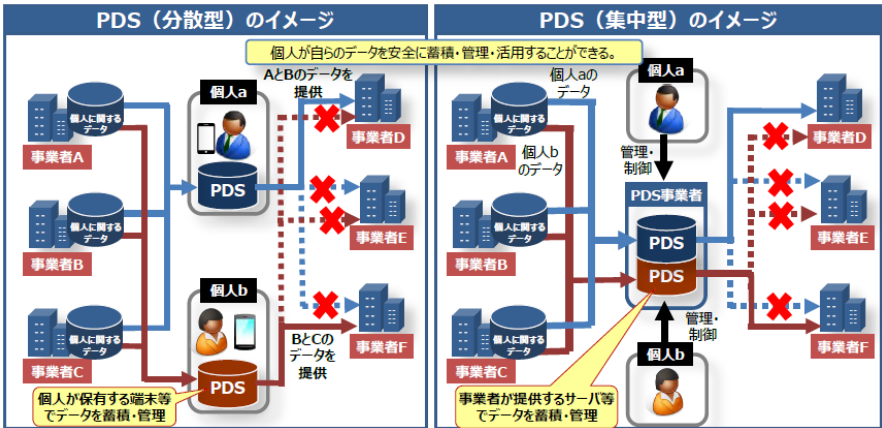 PDS（分散型）のイメージ
PDS（集中型）のイメージ
個人が自らのデータを安全に蓄積・管理・活用することができる。
個人に関する
データ
事業者A
個人に関する
データ
事業者B
個人に関する
データ
事業者C
個人a
PDS
個人b
PDS
AとBのデータを
提供
BとCの
データを
提供
事業者D
事業者E
事業者F
個人が保有する端末等
でデータを蓄積・管理
個人に関する
データ
事業者A
個人に関する
データ
事業者B
個人に関する
データ
事業者C
個人aの
データ
個人b
のデータ
個人a
管理・
制御
PDS事業者
PDS
PDS
管理・
制御
個人b
事業者D
事業者E
事業者F
事業者が提供するサーバ等
でデータを蓄積・管理